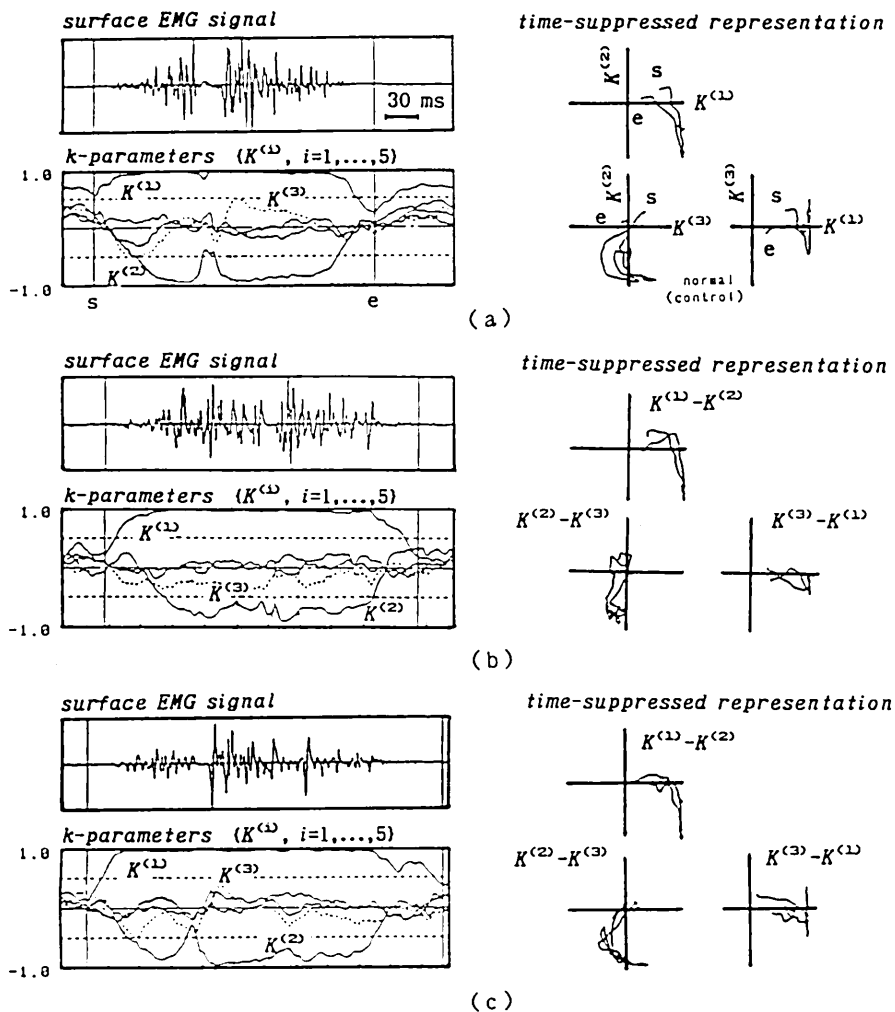 surface EMG signal
time-suppressed representation
30 ms
K(2)
s
K(1)
e
k-parameters {K(i), i=1,...,5}
1.0
K(1)
K(3)
K(2)
-1.0
s
e
K(2)
s
e
K(3)
normal
(control)
K(3)
s
K(1)
e
(a)
surface EMG signal
time-suppressed representation
K(1)-K(2)
k-parameters {K(i), i=1,...,5}
1.0
K(1)
K(3)
K(2)
-1.0
K(2)-K(3)
K(3)-K(1)
(b)
surface EMG signal
time-suppressed representation
K(1)-K(2)
k-parameters {K(i), i=1,...,5}
1.0
K(1)
K(3)
K(2)
-1.0
K(2)-K(3)
K(3)-K(1)
(c)